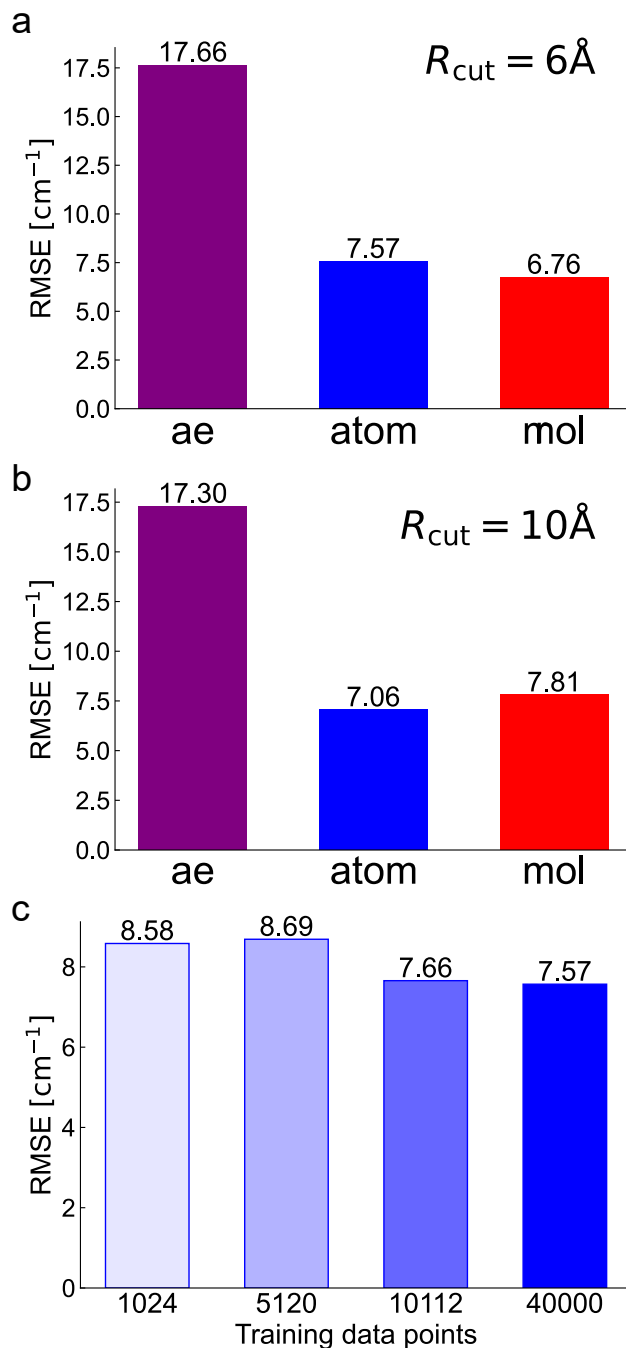 a
17.66
R_cut = 6Å
17.5
15.0
12.5
10.0
7.5
5.0
2.5
0.0
RMSE [cm⁻¹]
7.57
6.76
ae atom mol
b
17.30
R_cut = 10Å
17.5
15.0
12.5
10.0
7.5
5.0
2.5
0.0
RMSE [cm⁻¹]
7.06
7.81
ae atom mol
c
8.58 8.69 7.66 7.57
8
6
4
2
0
RMSE [cm⁻¹]
1024 5120 10112 40000
Training data points